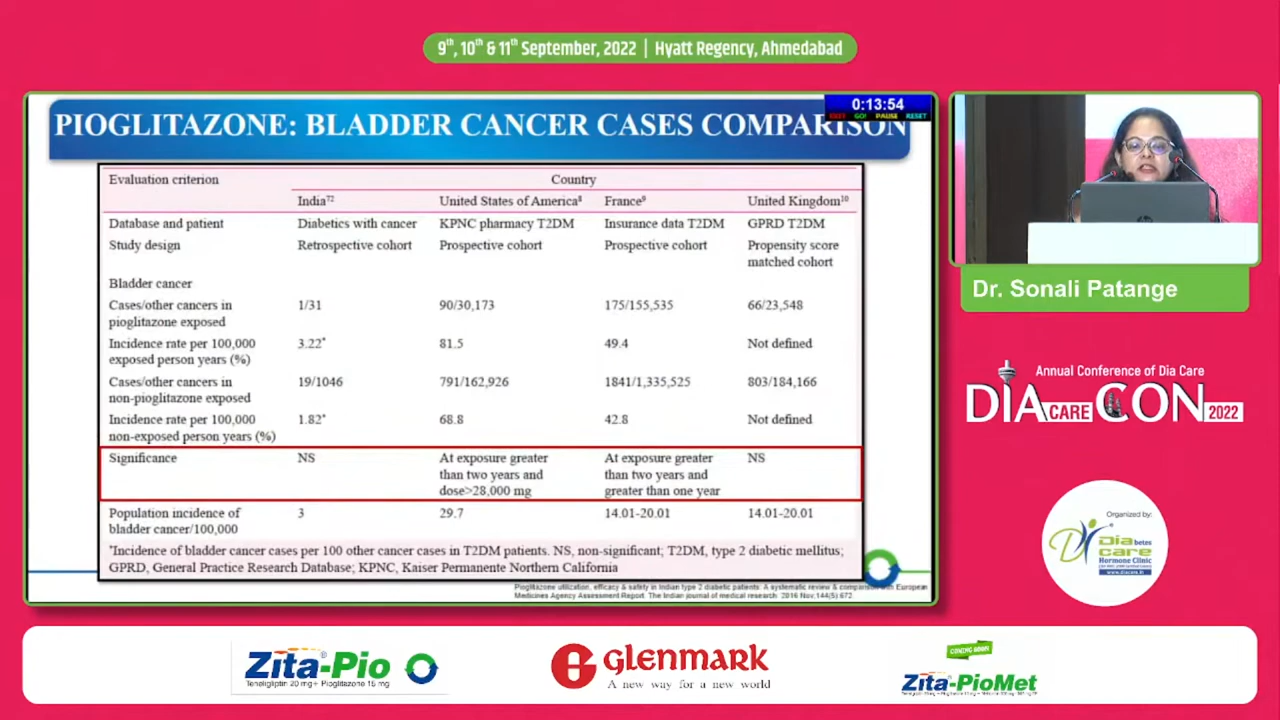 9th, 10th & 11th September, 2022 | Hyatt Regency, Ahmedabad
PIOGLITAZONE: BLADDER CANCER CASES COMPARISON
0:13:54
GO! PAUSE RESET
Evaluation criterion Country
India72 United States of America8 France9 United Kingdom10
Database and patient Diabetics with cancer KPNC pharmacy T2DM Insurance data T2DM GPRD T2DM
Study design Retrospective cohort Prospective cohort Prospective cohort Propensity score
matched cohort
Bladder cancer
Cases/other cancers in 1/31 90/30,173 175/155,535 66/23,548
pioglitazone exposed
Incidence rate per 100,000 3.22* 81.5 49.4 Not defined
exposed person years (%)
Cases/other cancers in 19/1046 791/162,926 1841/1,335,525 803/184,166
non-pioglitazone exposed
Incidence rate per 100,000 1.82* 68.8 42.8 Not defined
non-exposed person years (%)
Significance NS At exposure greater At exposure greater NS
than two years and than two years and
dose>28,000 mg greater than one year
Population incidence of 3 29.7 14.01-20.01 14.01-20.01
bladder cancer/100,000
*Incidence of bladder cancer cases per 100 other cancer cases in T2DM patients. NS, non-significant; T2DM, type 2 diabetic mellitus;
GPRD, General Practice Research Database; KPNC, Kaiser Permanente Northern California
Pioglitazone utilization, efficacy & safety in Indian type 2 diabetic patients: A systematic review & comparison with European
Medicines Agency Assessment Report. The Indian journal of medical research. 2016 Nov;144(5):672.
Dr. Sonali Patange
Annual Conference of Dia Care
DIA CARE CON 2022
Organized by:
Diabetes
care
Hormone Clinic
www.diacare.in
Zita-Pio
Teneligliptin 20 mg + Pioglitazone 15 mg
G glenmark
A new way for a new world
COMING SOON
Zita-PioMet